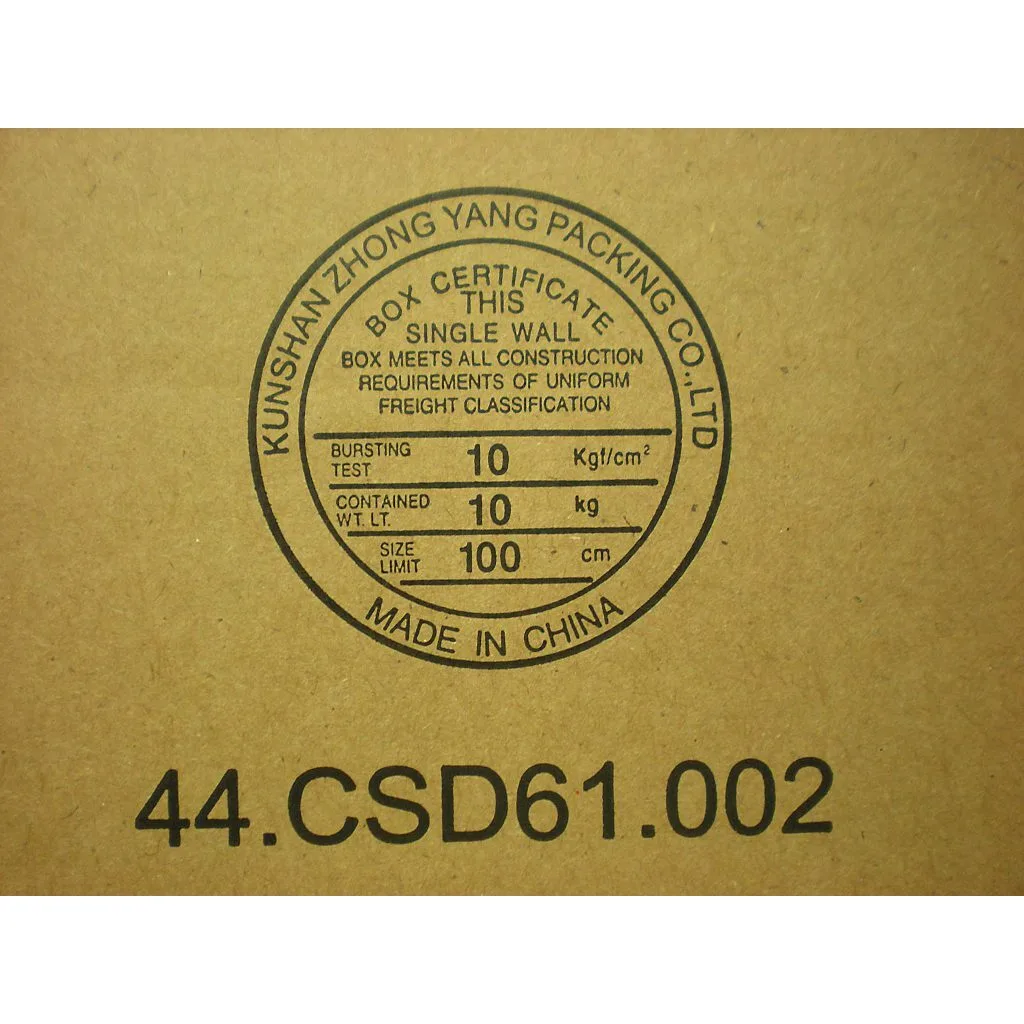 KUNSHAN ZHONG YANG PACKING CO.,LTD
BOX CERTIFICATE
THIS
SINGLE WALL
BOX MEETS ALL CONSTRUCTION
REQUIREMENTS OF UNIFORM
FREIGHT CLASSIFICATION
BURSTING TEST 10 Kgf/cm²
CONTAINED WT. LT. 10 kg
SIZE LIMIT 100 cm
MADE IN CHINA
44.CSD61.002